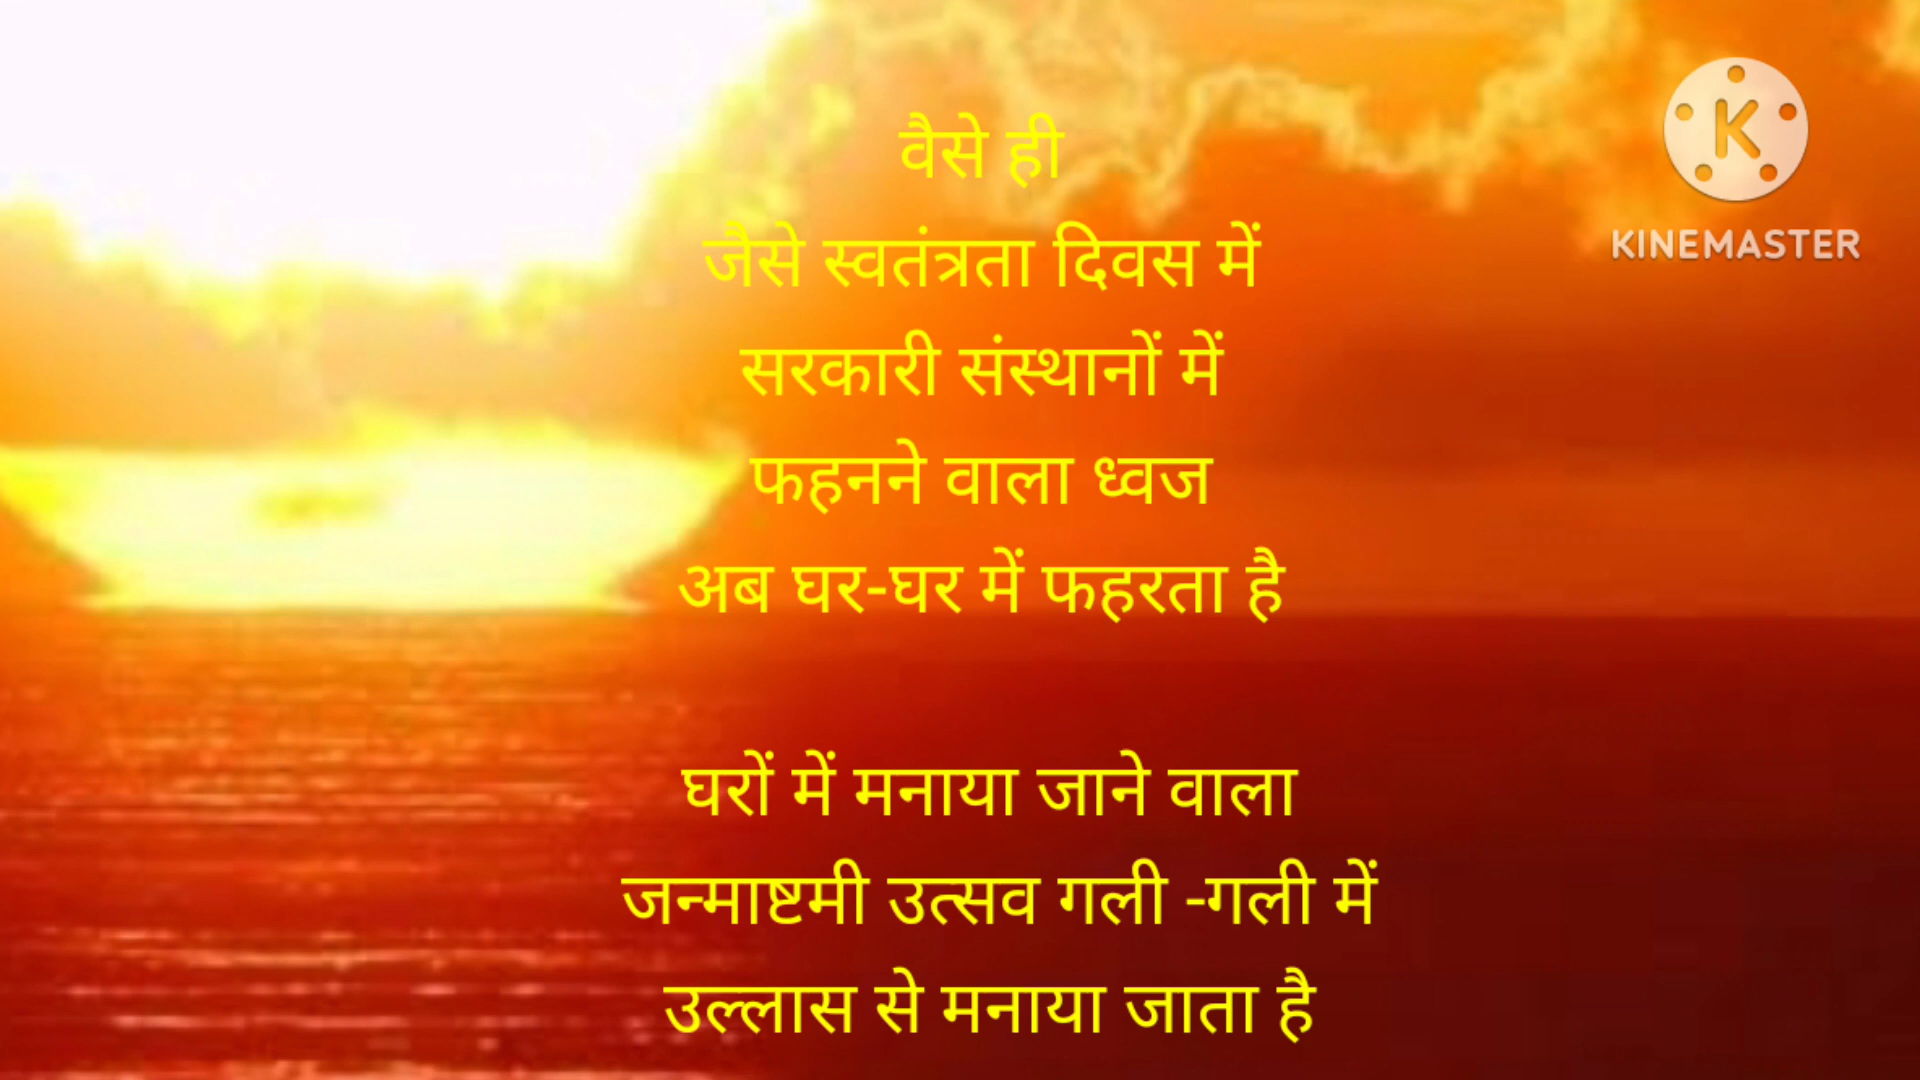 वैसे ही
जैसे स्वतंत्रता दिवस में
सरकारी संस्थानों में
फहनने वाला ध्वज
अब घर-घर में फहरता है
घरों में मनाया जाने वाला
जन्माष्टमी उत्सव गली -गली में
उल्लास से मनाया जाता है
K
KINEMASTER